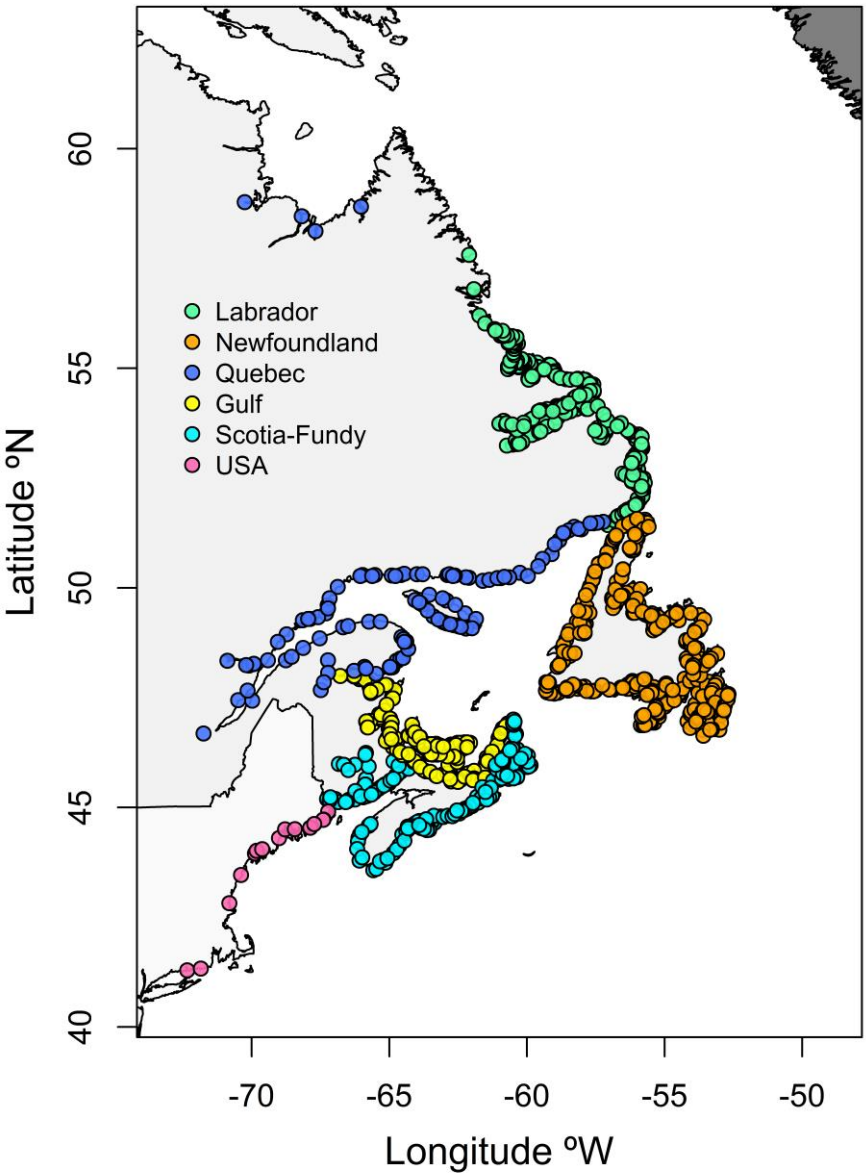 60
55
50
45
40
Latitude ºN
Labrador
Newfoundland
Quebec
Gulf
Scotia-Fundy
USA
-70
-65
-60
-55
-50
Longitude ºW